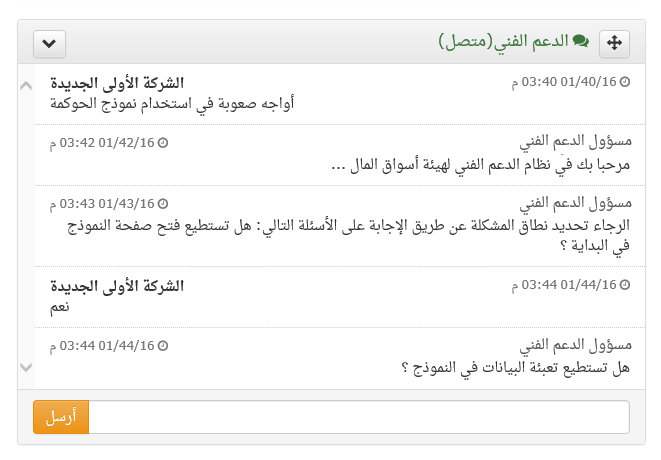 الدعم الفني(متصل)
الشركة الأولى الجديدة
01/40/16 03:40 م
أواجه صعوبة في استخدام نموذج الحوكمة
مسؤول الدعم الفني
01/42/16 03:42 م
مرحبا بك في نظام الدعم الفني لهيئة أسواق المال ...
مسؤول الدعم الفني
01/43/16 03:43 م
الرجاء تحديد نطاق المشكلة عن طريق الإجابة على الأسئلة التالي: هل تستطيع فتح صفحة النموذج
في البداية ؟
الشركة الأولى الجديدة
01/44/16 03:44 م
نعم
مسؤول الدعم الفني
01/44/16 03:44 م
هل تستطيع تعبئة البيانات في النموذج ؟
أرسل